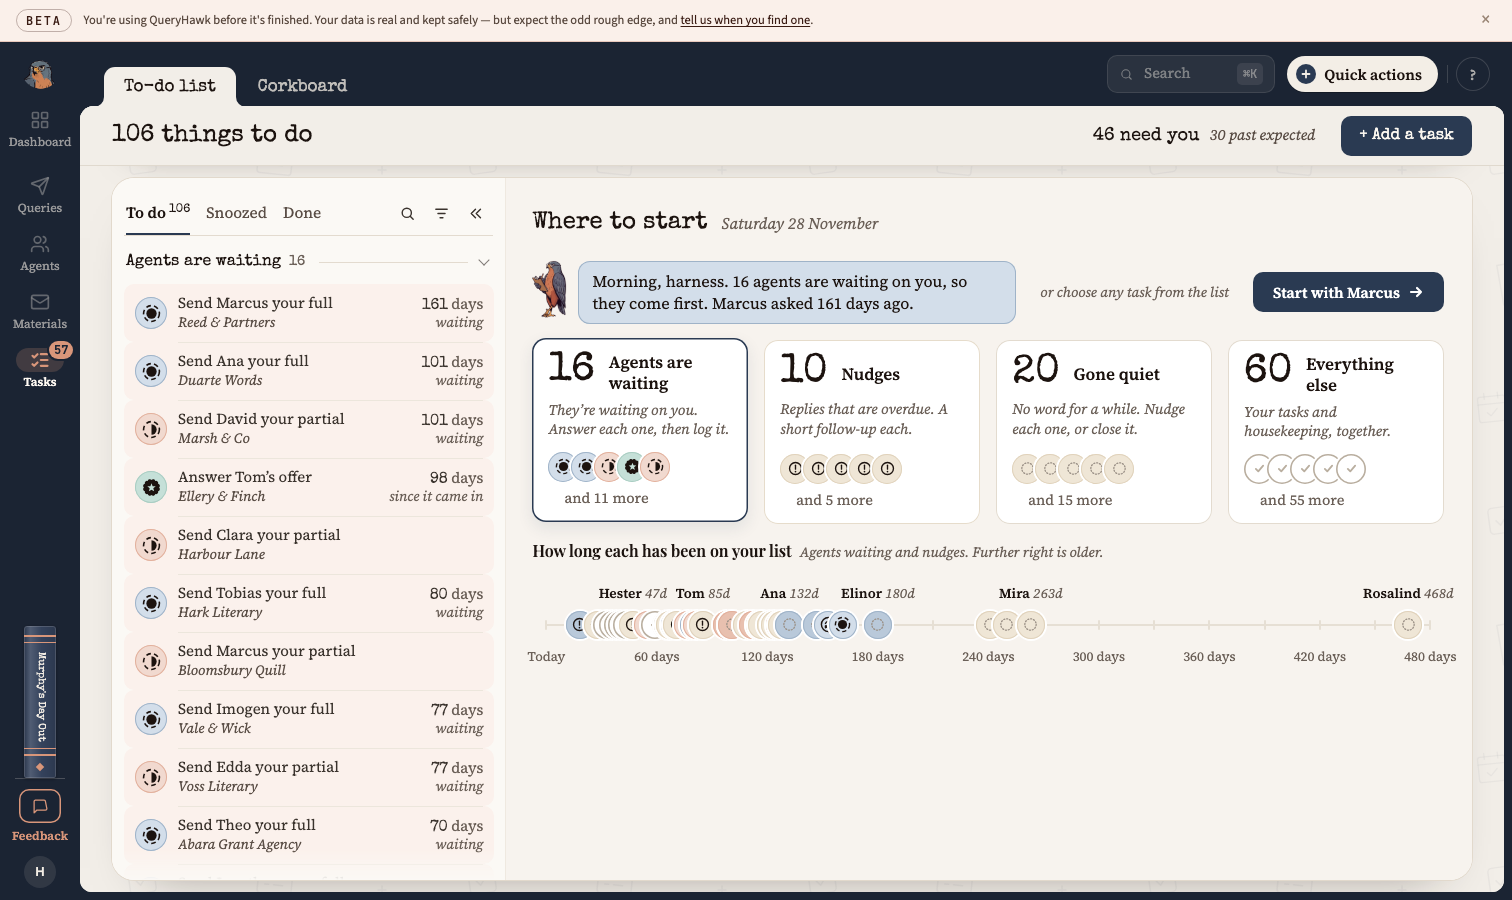 BETA
You're using QueryHawk before it's finished. Your data is real and kept safely — but expect the odd rough edge, and tell us when you find one.
×
To-do list
Corkboard
Search
⌘K
+ Quick actions
?
Dashboard
Queries
Agents
Materials
57
Tasks
Murphy's Day Out
Feedback
H
106 things to do
46 need you
30 past expected
+ Add a task
To do 106
Snoozed
Done
Agents are waiting 16
Send Marcus your full
161 days
Reed & Partners
waiting
Send Ana your full
101 days
Duarte Words
waiting
Send David your partial
101 days
Marsh & Co
waiting
Answer Tom's offer
98 days
Ellery & Finch
since it came in
Send Clara your partial
Harbour Lane
Send Tobias your full
80 days
Hark Literary
waiting
Send Marcus your partial
Bloomsbury Quill
Send Imogen your full
77 days
Vale & Wick
waiting
Send Edda your partial
77 days
Voss Literary
waiting
Send Theo your full
70 days
Abara Grant Agency
waiting
Where to start
Saturday 28 November
Morning, harness. 16 agents are waiting on you, so
they come first. Marcus asked 161 days ago.
or choose any task from the list
Start with Marcus →
16 Agents are
waiting
They're waiting on you.
Answer each one, then log it.
and 11 more
10 Nudges
Replies that are overdue. A
short follow-up each.
and 5 more
20 Gone quiet
No word for a while. Nudge
each one, or close it.
and 15 more
60 Everything
else
Your tasks and
housekeeping, together.
and 55 more
How long each has been on your list
Agents waiting and nudges. Further right is older.
Hester 47d
Tom 85d
Ana 132d
Elinor 180d
Mira 263d
Rosalind 468d
Today
60 days
120 days
180 days
240 days
300 days
360 days
420 days
480 days